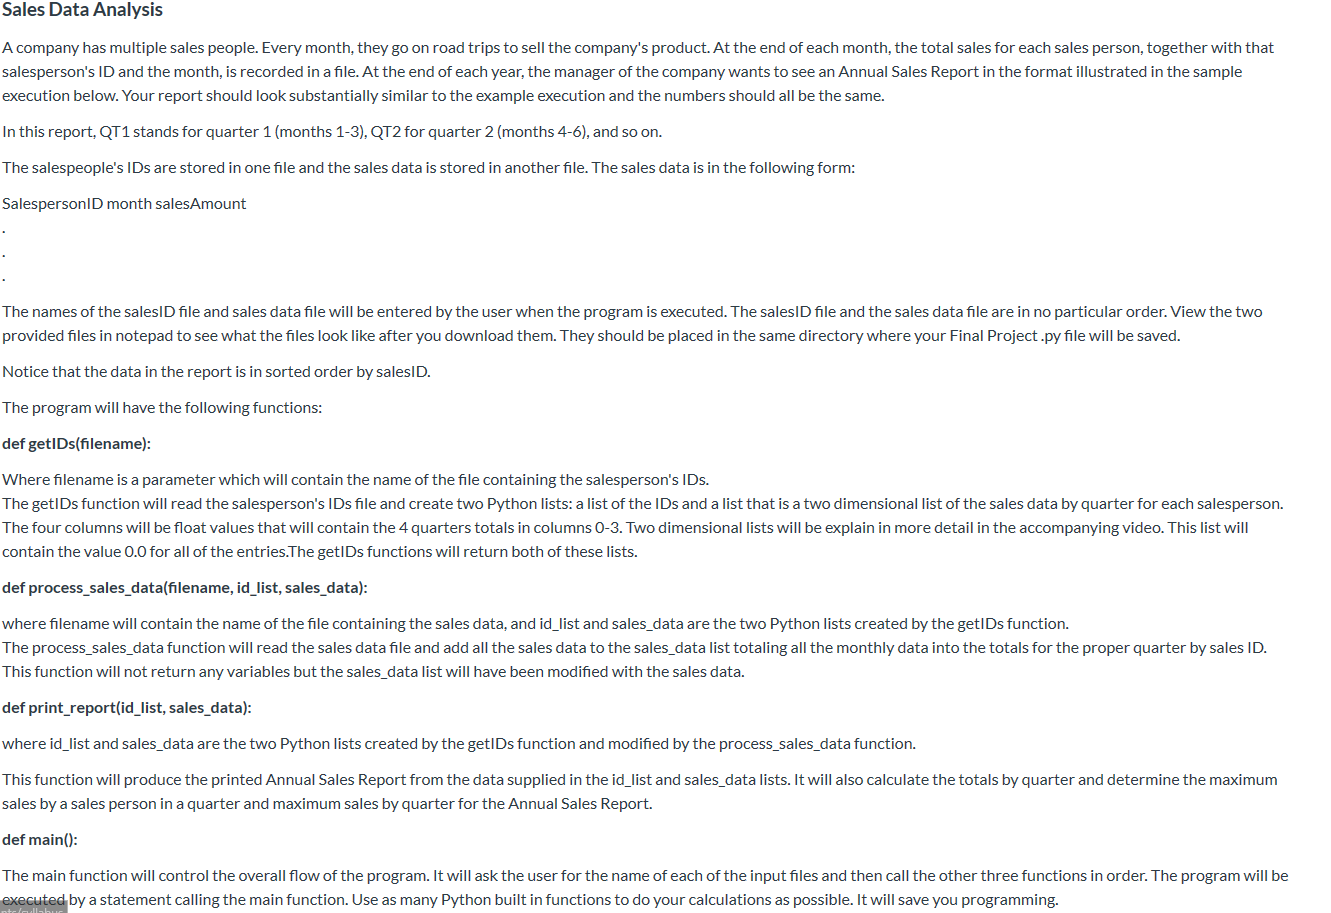 Sales Data Analysis
A company has multiple sales people. Every month, they go on road trips to sell the company's product. At the end of each month, the total sales for each sales person, together with that
salesperson's ID and the month, is recorded in a file. At the end of each year, the manager of the company wants to see an Annual Sales Report in the format illustrated in the sample
execution below. Your report should look substantially similar to the example execution and the numbers should all be the same.
In this report, QT1 stands for quarter 1 (months 1-3), QT2 for quarter 2 (months 4-6), and so on.
The salespeople's IDs are stored in one file and the sales data is stored in another file. The sales data is in the following form:
SalespersonID month salesAmount
.
.
.
The names of the salesID file and sales data file will be entered by the user when the program is executed. The salesID file and the sales data file are in no particular order. View the two
provided files in notepad to see what the files look like after you download them. They should be placed in the same directory where your Final Project .py file will be saved.
Notice that the data in the report is in sorted order by salesID.
The program will have the following functions:
def getIDs(filename):
Where filename is a parameter which will contain the name of the file containing the salesperson's IDs.
The getIDs function will read the salesperson's IDs file and create two Python lists: a list of the IDs and a list that is a two dimensional list of the sales data by quarter for each salesperson.
The four columns will be float values that will contain the 4 quarters totals in columns 0-3. Two dimensional lists will be explain in more detail in the accompanying video. This list will
contain the value 0.0 for all of the entries.The getIDs functions will return both of these lists.
def process_sales_data(filename, id_list, sales_data):
where filename will contain the name of the file containing the sales data, and id_list and sales_data are the two Python lists created by the getIDs function.
The process_sales_data function will read the sales data file and add all the sales data to the sales_data list totaling all the monthly data into the totals for the proper quarter by sales ID.
This function will not return any variables but the sales_data list will have been modified with the sales data.
def print_report(id_list, sales_data):
where id_list and sales_data are the two Python lists created by the getIDs function and modified by the process_sales_data function.
This function will produce the printed Annual Sales Report from the data supplied in the id_list and sales_data lists. It will also calculate the totals by quarter and determine the maximum
sales by a sales person in a quarter and maximum sales by quarter for the Annual Sales Report.
def main():
The main function will control the overall flow of the program. It will ask the user for the name of each of the input files and then call the other three functions in order. The program will be
executed by a statement calling the main function. Use as many Python built in functions to do your calculations as possible. It will save you programming.